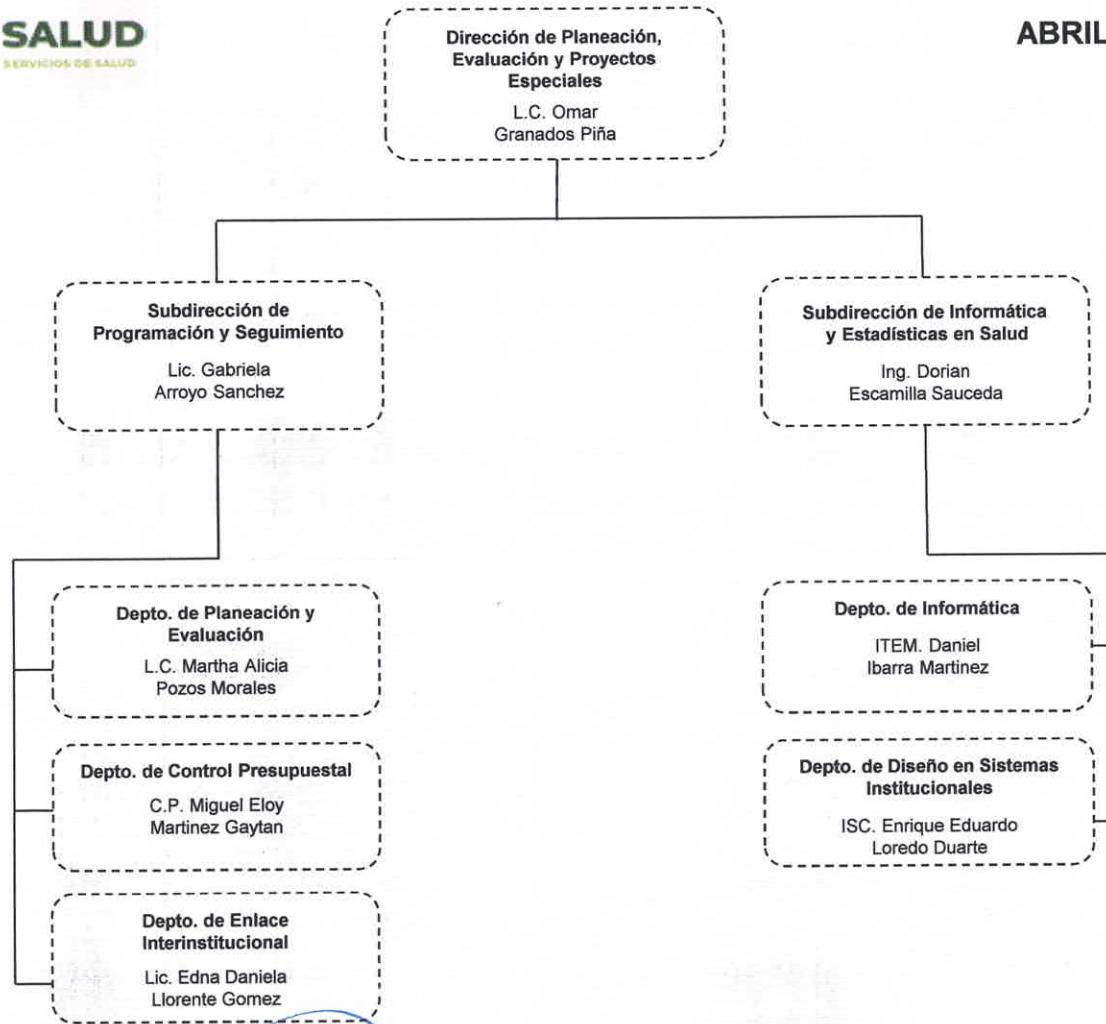 SALUD
SERVICIOS DE SALUD
ABRIL
Dirección de Planeación,
Evaluación y Proyectos
Especiales
L.C. Omar
Granados Piña
Subdirección de
Programación y Seguimiento
Lic. Gabriela
Arroyo Sanchez
Subdirección de Informática
y Estadísticas en Salud
Ing. Dorian
Escamilla Sauceda
Depto. de Planeación y
Evaluación
L.C. Martha Alicia
Pozos Morales
Depto. de Control Presupuestal
C.P. Miguel Eloy
Martinez Gaytan
Depto. de Enlace
Interinstitucional
Lic. Edna Daniela
Llorente Gomez
Depto. de Informática
ITEM. Daniel
Ibarra Martinez
Depto. de Diseño en Sistemas
Institucionales
ISC. Enrique Eduardo
Loredo Duarte